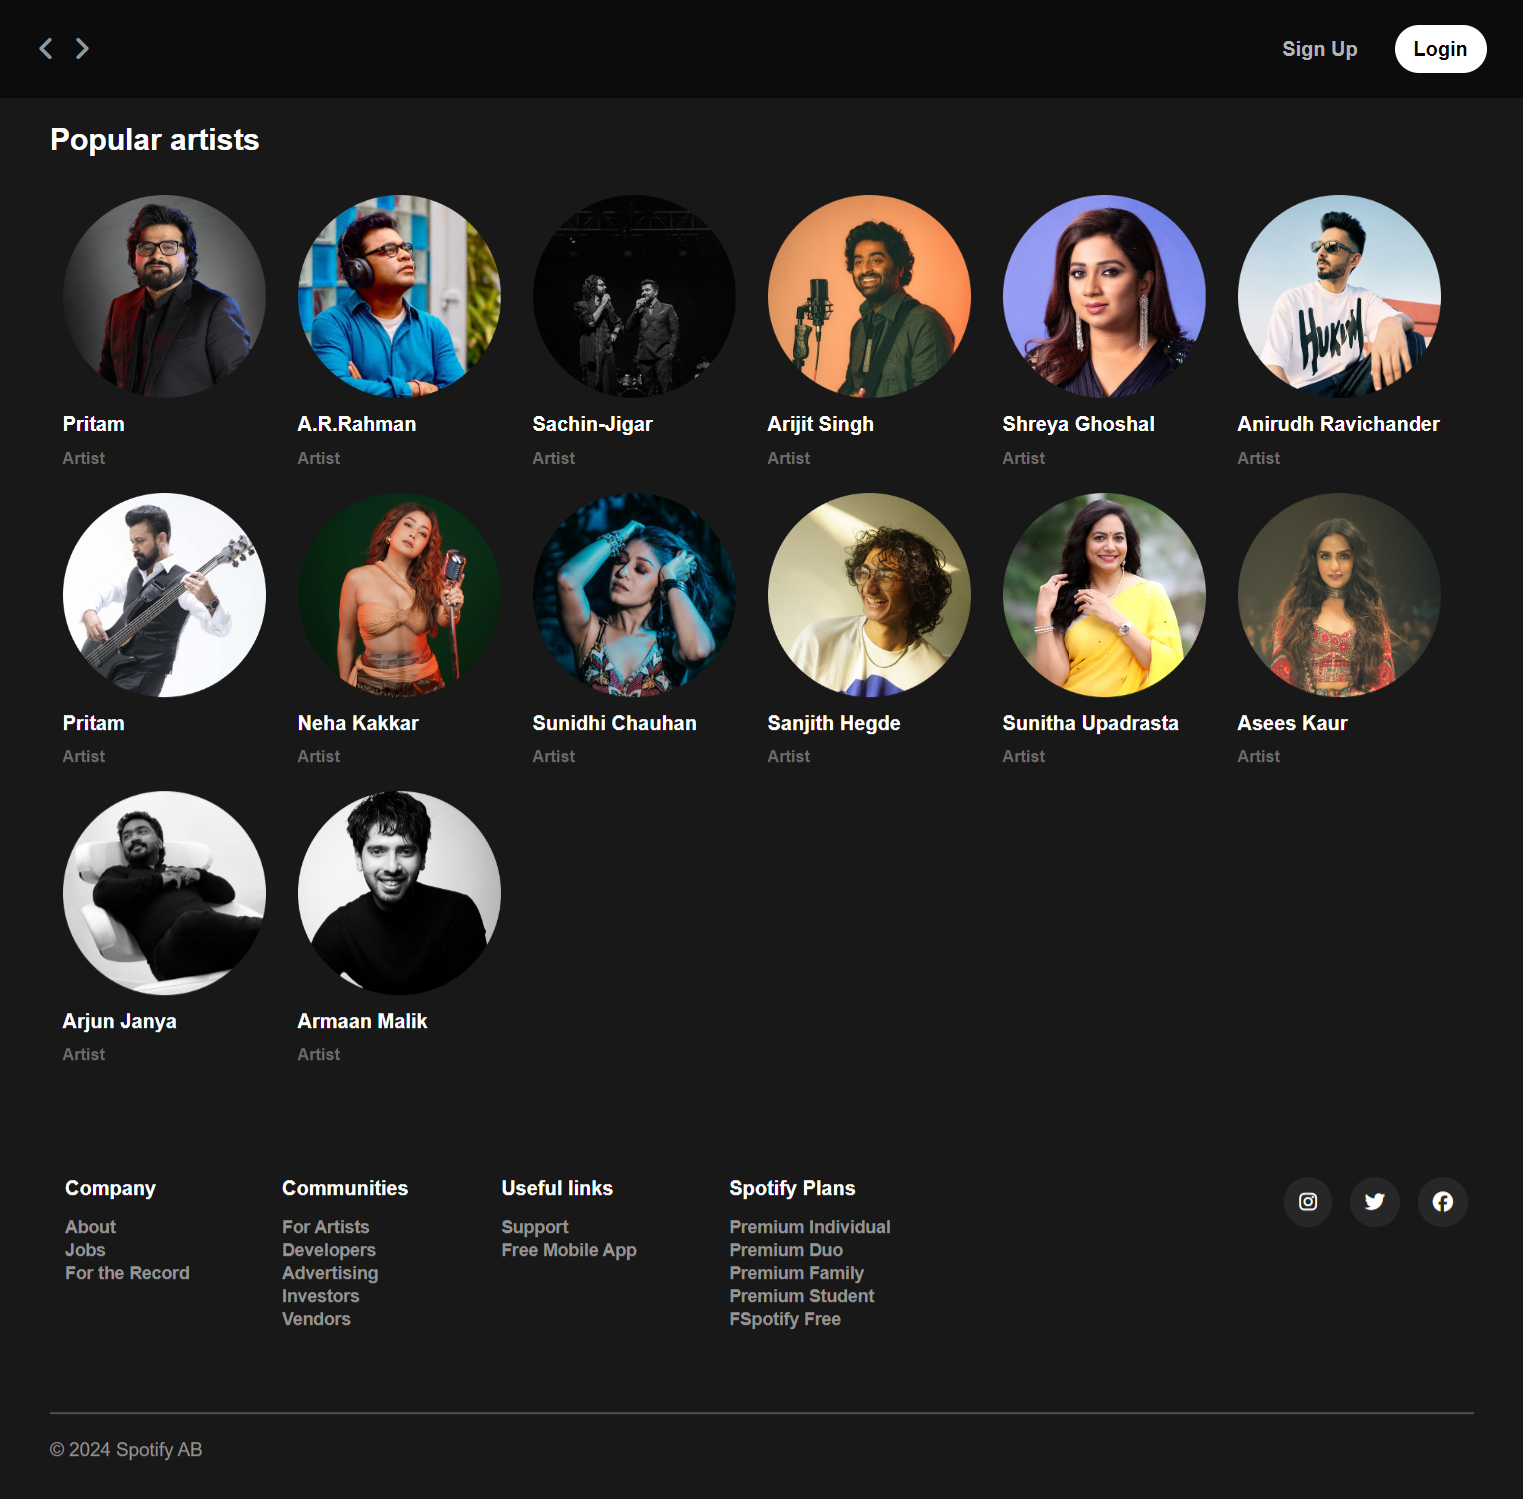 Sign Up
Login
Popular artists
HUKUM
Pritam
A.R.Rahman
Sachin-Jigar
Arijit Singh
Shreya Ghoshal
Anirudh Ravichander
Artist
Artist
Artist
Artist
Artist
Artist
Pritam
Neha Kakkar
Sunidhi Chauhan
Sanjith Hegde
Sunitha Upadrasta
Asees Kaur
Artist
Artist
Artist
Artist
Artist
Artist
Arjun Janya
Armaan Malik
Artist
Artist
Company
About
Jobs
For the Record
Communities
For Artists
Developers
Advertising
Investors
Vendors
Useful links
Support
Free Mobile App
Spotify Plans
Premium Individual
Premium Duo
Premium Family
Premium Student
FSpotify Free
© 2024 Spotify AB